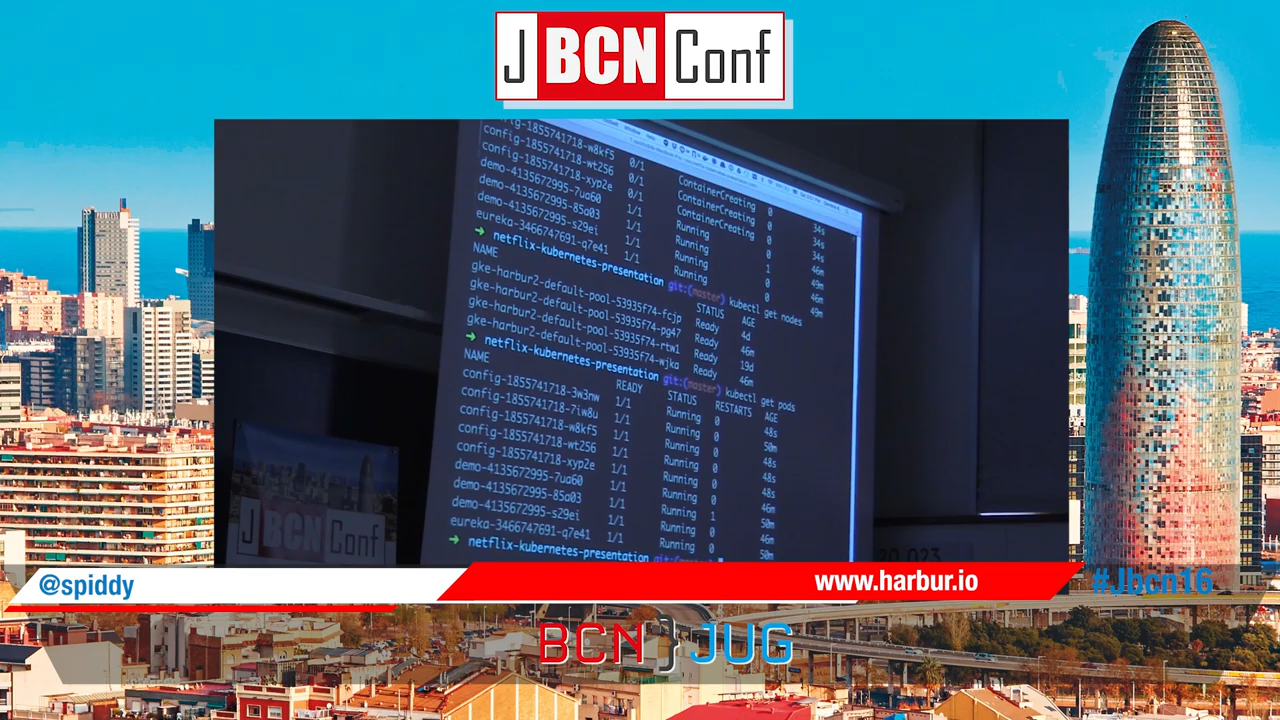 J BCN Conf
config-1855741718-w8kf5 0/1 ContainerCreating 0 34s
config-1855741718-wt256 0/1 ContainerCreating 0 34s
config-1855741718-xyp2e 0/1 ContainerCreating 0 34s
demo-4135672995-7ua60 1/1 Running 0 46m
demo-4135672995-85a03 1/1 Running 1 49m
demo-4135672995-s29ei 1/1 Running 0 46m
eureka-3466747691-q7e41 1/1 Running 0 49m
➜ netflix-kubernetes-presentation git:(master) kubectl get nodes
NAME STATUS AGE
gke-harbur2-default-pool-53935f74-fcjp Ready 4d
gke-harbur2-default-pool-53935f74-pg47 Ready 46m
gke-harbur2-default-pool-53935f74-rtw1 Ready 19d
gke-harbur2-default-pool-53935f74-wjka Ready 46m
➜ netflix-kubernetes-presentation git:(master) kubectl get pods
NAME READY STATUS RESTARTS AGE
config-1855741718-3w3nw 1/1 Running 0 48s
config-1855741718-7iw8u 1/1 Running 0 50m
config-1855741718-w8kf5 1/1 Running 0 48s
config-1855741718-wt256 1/1 Running 0 48s
config-1855741718-xyp2e 1/1 Running 0 48s
demo-4135672995-7ua60 1/1 Running 0 46m
demo-4135672995-85a03 1/1 Running 1 50m
demo-4135672995-s29ei 1/1 Running 0 46m
eureka-3466747691-q7e41 1/1 Running 0 50m
➜ netflix-kubernetes-presentation git:(master)
J BCN Conf
@spiddy
www.harbur.io
#Jbcn16
BCN JUG